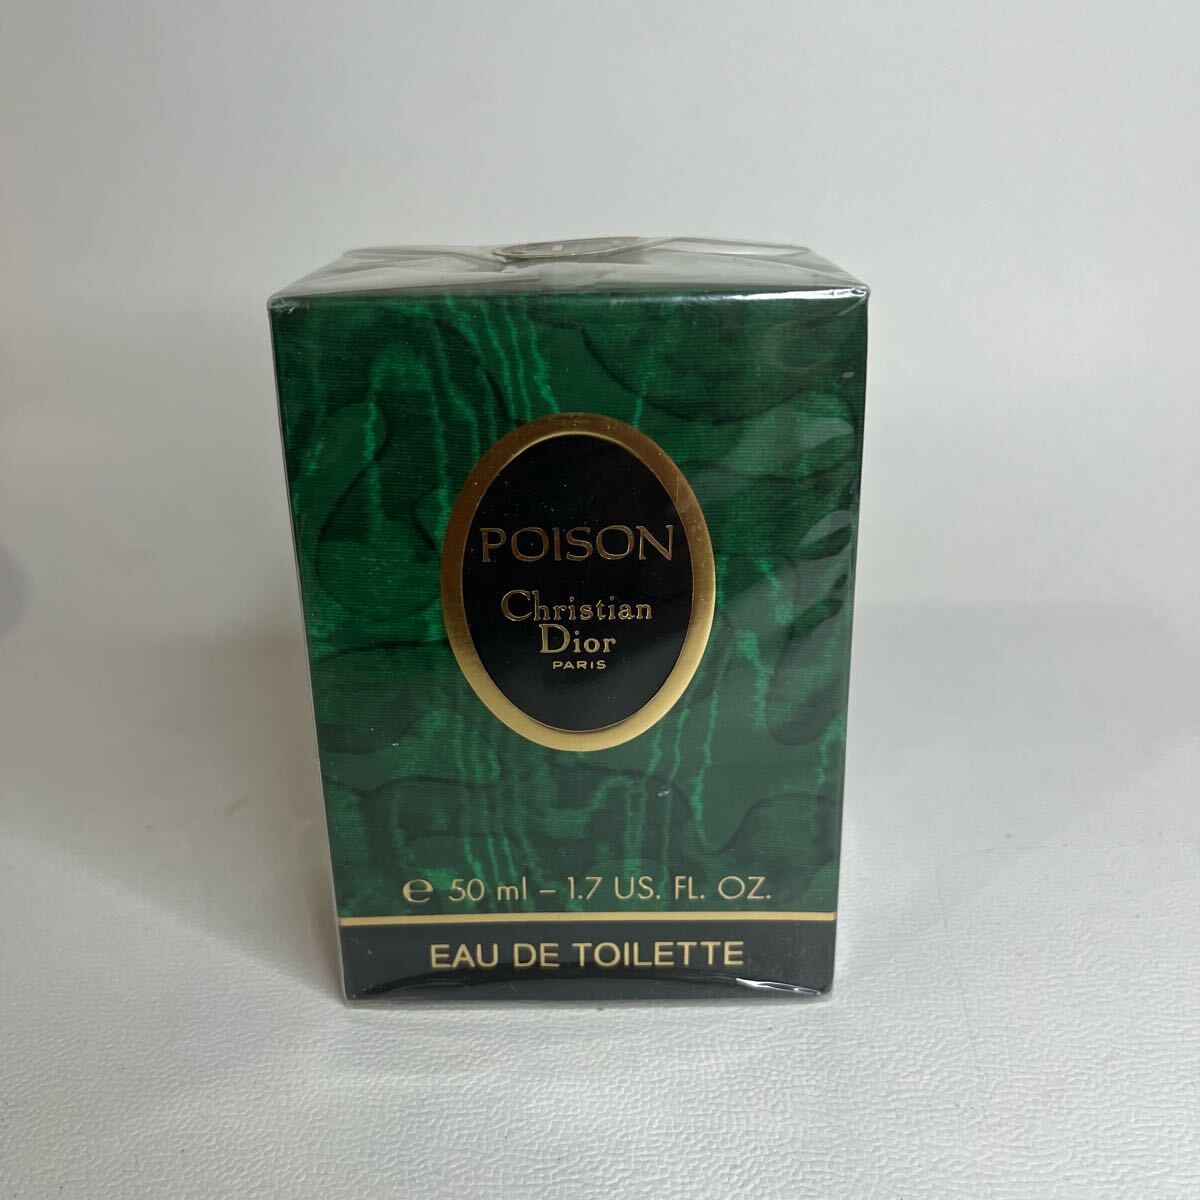 POISON
Christian
Dior
PARIS
℮ 50 ml – 1.7 US. FL. OZ.
EAU DE TOILETTE